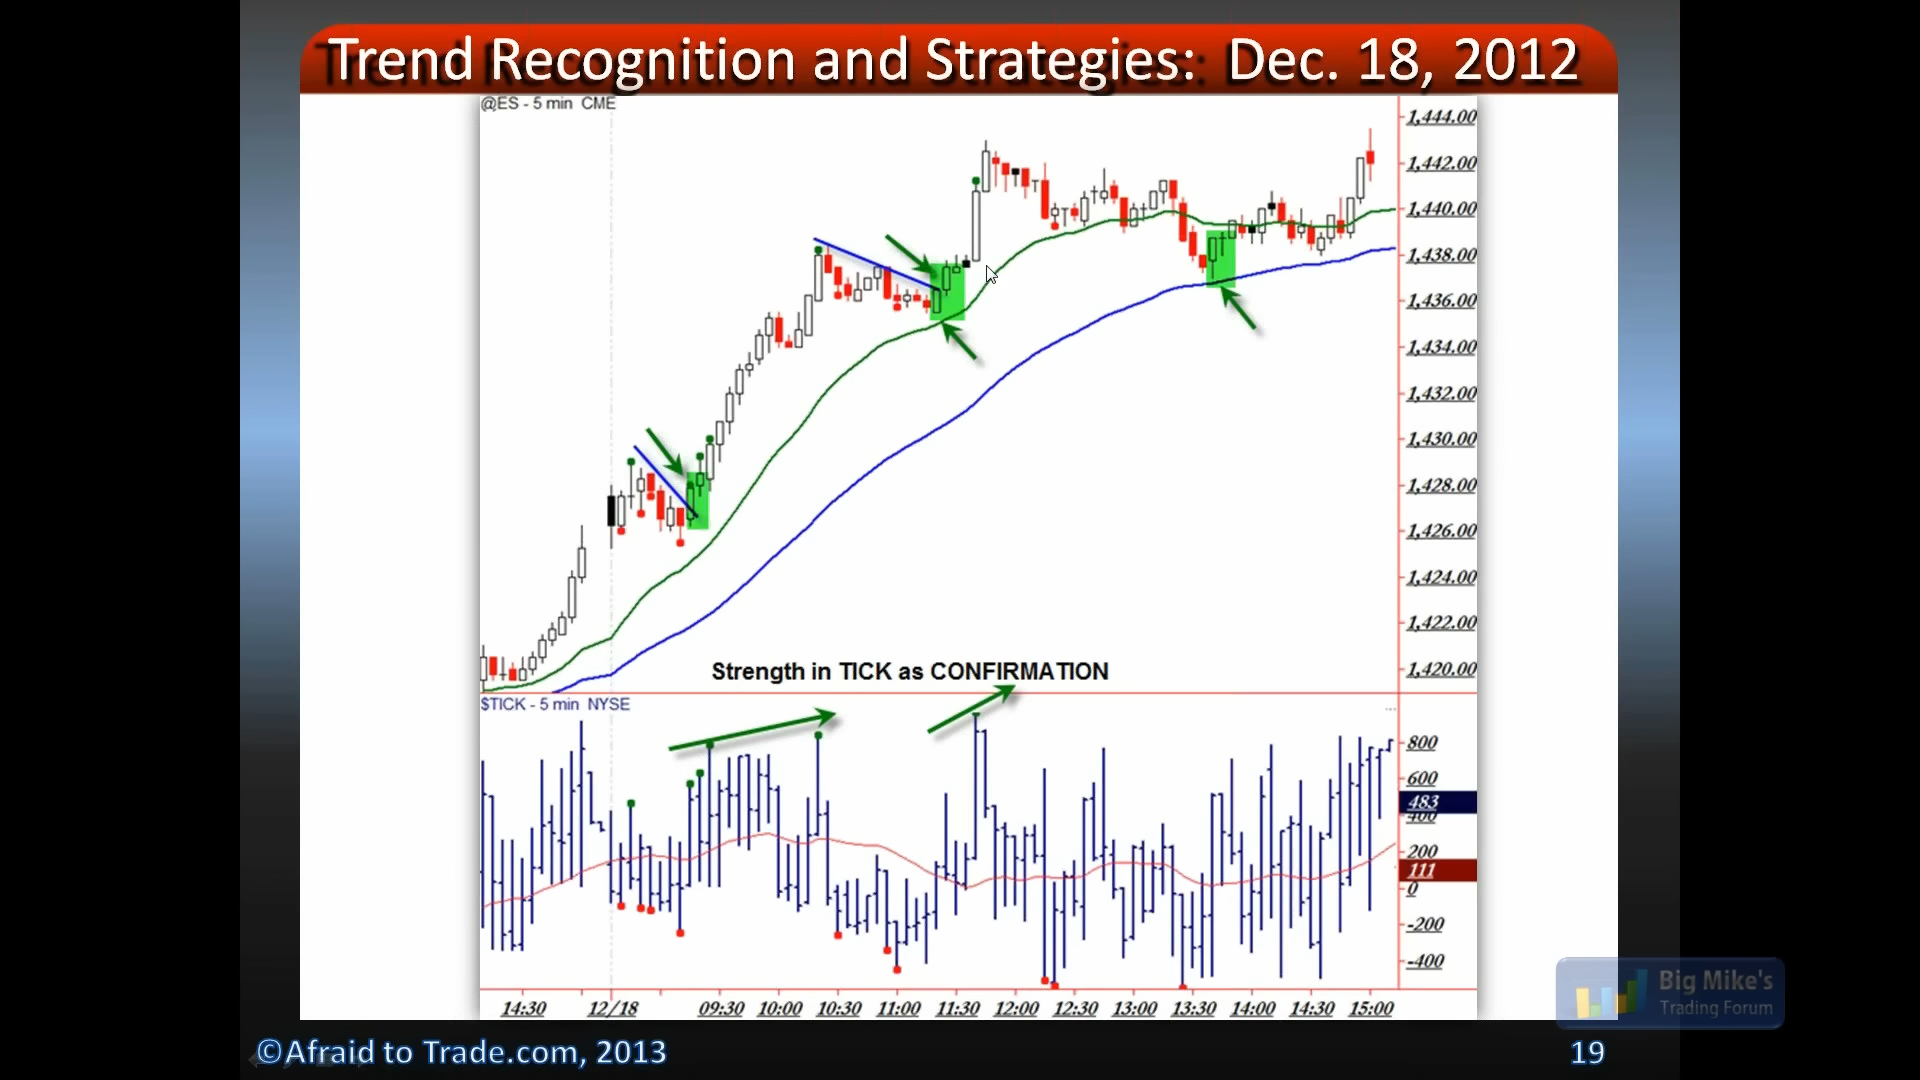 Trend Recognition and Strategies: Dec. 18, 2012
@ES - 5 min CME
1,444.00
1,442.00
1,440.00
1,438.00
1,436.00
1,434.00
1,432.00
1,430.00
1,428.00
1,426.00
1,424.00
1,422.00
1,420.00
Strength in TICK as CONFIRMATION
$TICK - 5 min NYSE
800
600
483
400
200
111
0
-200
-400
14:30 12/18 09:30 10:00 10:30 11:00 11:30 12:00 12:30 13:00 13:30 14:00 14:30 15:00
Big Mike's
Trading Forum
©Afraid to Trade.com, 2013
19